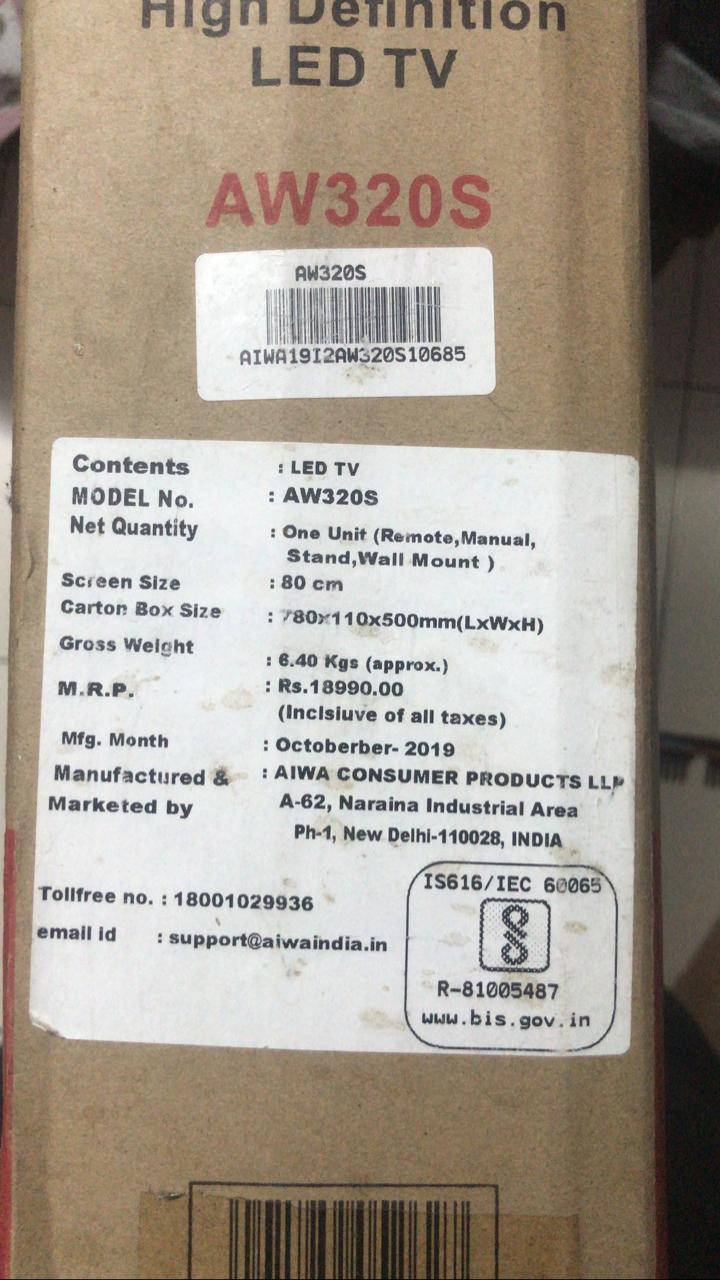 High Definition
LED TV
AW320S
AW320S
AIWA19I2AW320S10685
Contents : LED TV
MODEL No. : AW320S
Net Quantity : One Unit (Remote,Manual,
Stand,Wall Mount )
Screen Size : 80 cm
Carton Box Size : 780x110x500mm(LxWxH)
Gross Weight : 6.40 Kgs (approx.)
M.R.P. : Rs.18990.00
(Inclsiuve of all taxes)
Mfg. Month : Octoberber- 2019
Manufactured & : AIWA CONSUMER PRODUCTS LLP
Marketed by A-62, Naraina Industrial Area
Ph-1, New Delhi-110028, INDIA
Tollfree no. : 18001029936
email id : support@aiwaindia.in
IS616/IEC 60065
R-81005487
www.bis.gov.in